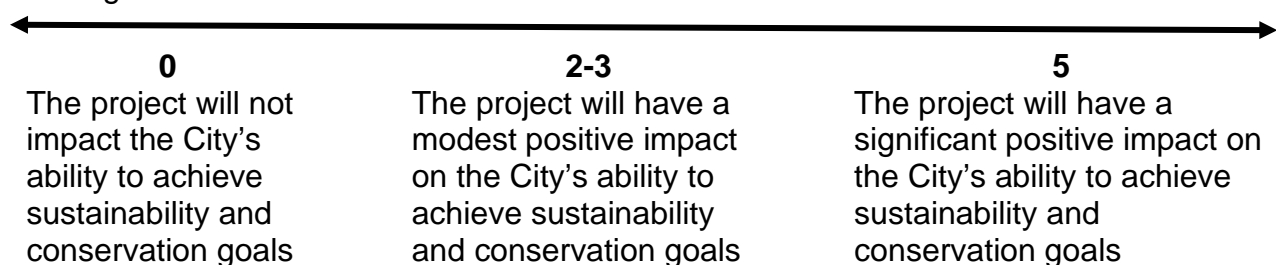 0
The project will not
impact the City's
ability to achieve
sustainability and
conservation goals
2-3
The project will have a
modest positive impact
on the City's ability to
achieve sustainability
and conservation goals
5
The project will have a
significant positive impact on
the City's ability to achieve
sustainability and
conservation goals